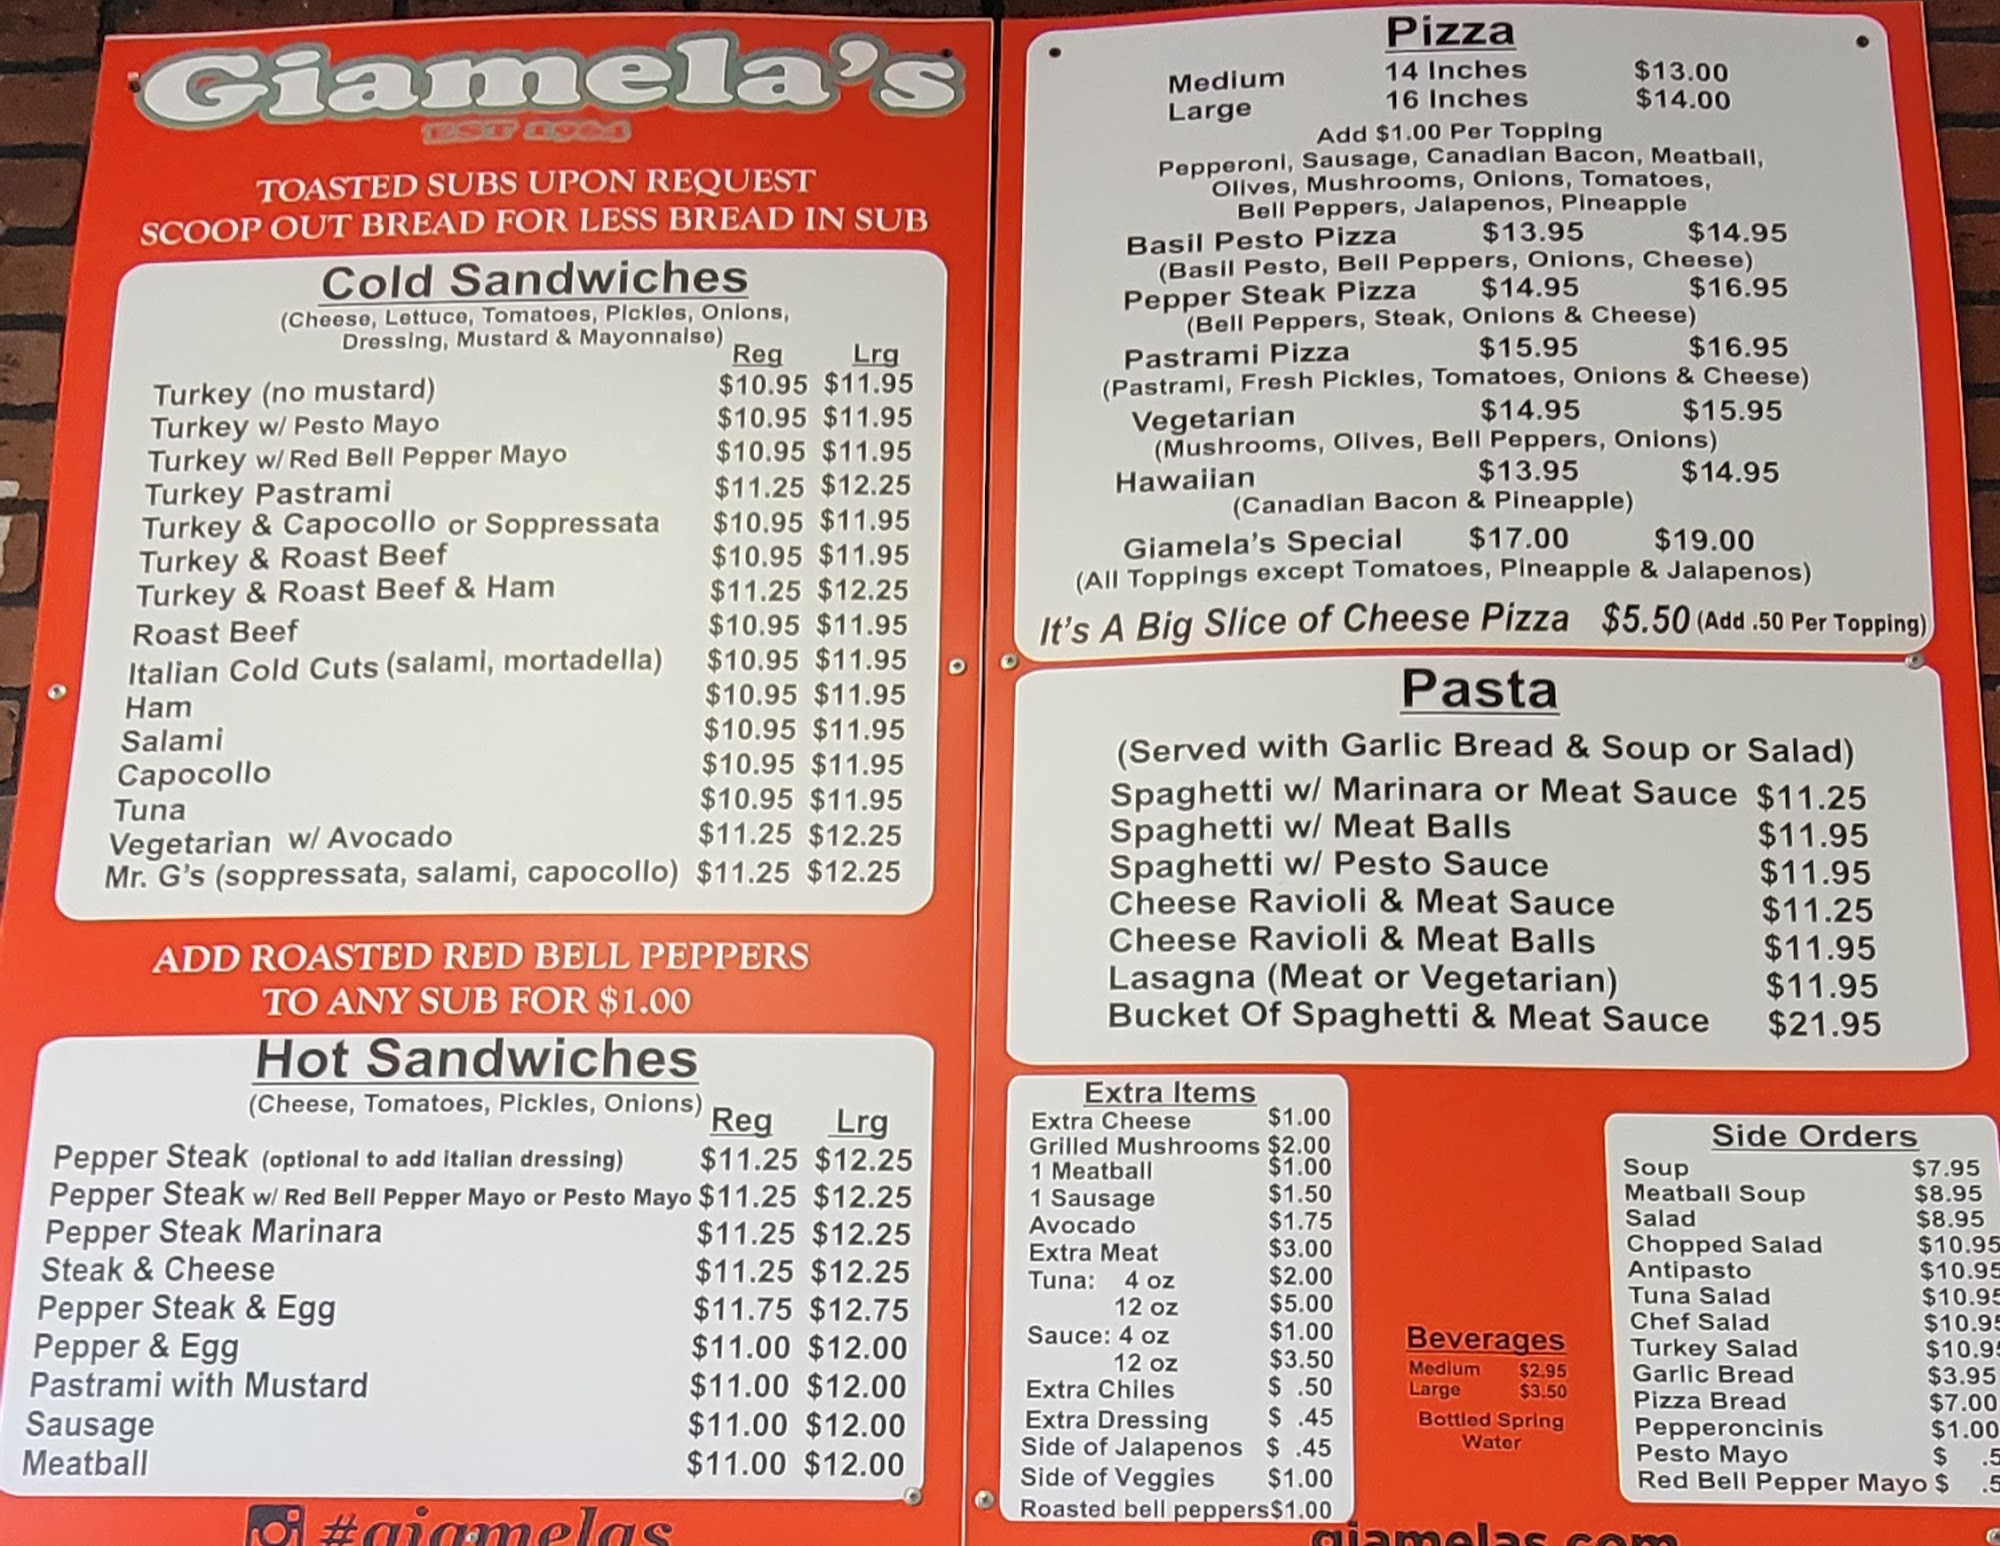 Giamela's
EST 1964
TOASTED SUBS UPON REQUEST
SCOOP OUT BREAD FOR LESS BREAD IN SUB
Cold Sandwiches
(Cheese, Lettuce, Tomatoes, Pickles, Onions,
Dressing, Mustard & Mayonnaise)
Reg Lrg
Turkey (no mustard) $10.95 $11.95
Turkey w/ Pesto Mayo $10.95 $11.95
Turkey w/ Red Bell Pepper Mayo $10.95 $11.95
Turkey Pastrami $11.25 $12.25
Turkey & Capocollo or Soppressata $10.95 $11.95
Turkey & Roast Beef $10.95 $11.95
Turkey & Roast Beef & Ham $11.25 $12.25
Roast Beef $10.95 $11.95
Italian Cold Cuts (salami, mortadella) $10.95 $11.95
Ham $10.95 $11.95
Salami $10.95 $11.95
Capocollo $10.95 $11.95
Tuna $10.95 $11.95
Vegetarian w/ Avocado $11.25 $12.25
Mr. G's (soppressata, salami, capocollo) $11.25 $12.25
ADD ROASTED RED BELL PEPPERS
TO ANY SUB FOR $1.00
Hot Sandwiches
(Cheese, Tomatoes, Pickles, Onions)
Reg Lrg
Pepper Steak (optional to add italian dressing) $11.25 $12.25
Pepper Steak w/ Red Bell Pepper Mayo or Pesto Mayo $11.25 $12.25
Pepper Steak Marinara $11.25 $12.25
Steak & Cheese $11.25 $12.25
Pepper Steak & Egg $11.75 $12.75
Pepper & Egg $11.00 $12.00
Pastrami with Mustard $11.00 $12.00
Sausage $11.00 $12.00
Meatball $11.00 $12.00
#giamelas
Pizza
Medium 14 Inches $13.00
Large 16 Inches $14.00
Add $1.00 Per Topping
Pepperoni, Sausage, Canadian Bacon, Meatball,
Olives, Mushrooms, Onions, Tomatoes,
Bell Peppers, Jalapenos, Pineapple
Basil Pesto Pizza $13.95 $14.95
(Basil Pesto, Bell Peppers, Onions, Cheese)
Pepper Steak Pizza $14.95 $16.95
(Bell Peppers, Steak, Onions & Cheese)
Pastrami Pizza $15.95 $16.95
(Pastrami, Fresh Pickles, Tomatoes, Onions & Cheese)
Vegetarian $14.95 $15.95
(Mushrooms, Olives, Bell Peppers, Onions)
Hawaiian $13.95 $14.95
(Canadian Bacon & Pineapple)
Giamela's Special $17.00 $19.00
(All Toppings except Tomatoes, Pineapple & Jalapenos)
It's A Big Slice of Cheese Pizza $5.50 (Add .50 Per Topping)
Pasta
(Served with Garlic Bread & Soup or Salad)
Spaghetti w/ Marinara or Meat Sauce $11.25
Spaghetti w/ Meat Balls $11.95
Spaghetti w/ Pesto Sauce $11.95
Cheese Ravioli & Meat Sauce $11.25
Cheese Ravioli & Meat Balls $11.95
Lasagna (Meat or Vegetarian) $11.95
Bucket Of Spaghetti & Meat Sauce $21.95
Extra Items
Extra Cheese $1.00
Grilled Mushrooms $2.00
1 Meatball $1.00
1 Sausage $1.50
Avocado $1.75
Extra Meat $3.00
Tuna: 4 oz $2.00
12 oz $5.00
Sauce: 4 oz $1.00
12 oz $3.50
Extra Chiles $ .50
Extra Dressing $ .45
Side of Jalapenos $ .45
Side of Veggies $1.00
Roasted bell peppers $1.00
Beverages
Medium $2.95
Large $3.50
Bottled Spring
Water
Side Orders
Soup $7.95
Meatball Soup $8.95
Salad $8.95
Chopped Salad $10.95
Antipasto $10.95
Tuna Salad $10.95
Chef Salad $10.95
Turkey Salad $10.9
Garlic Bread $3.95
Pizza Bread $7.00
Pepperoncinis $1.00
Pesto Mayo $ .5
Red Bell Pepper Mayo $ .5
giamelas.com